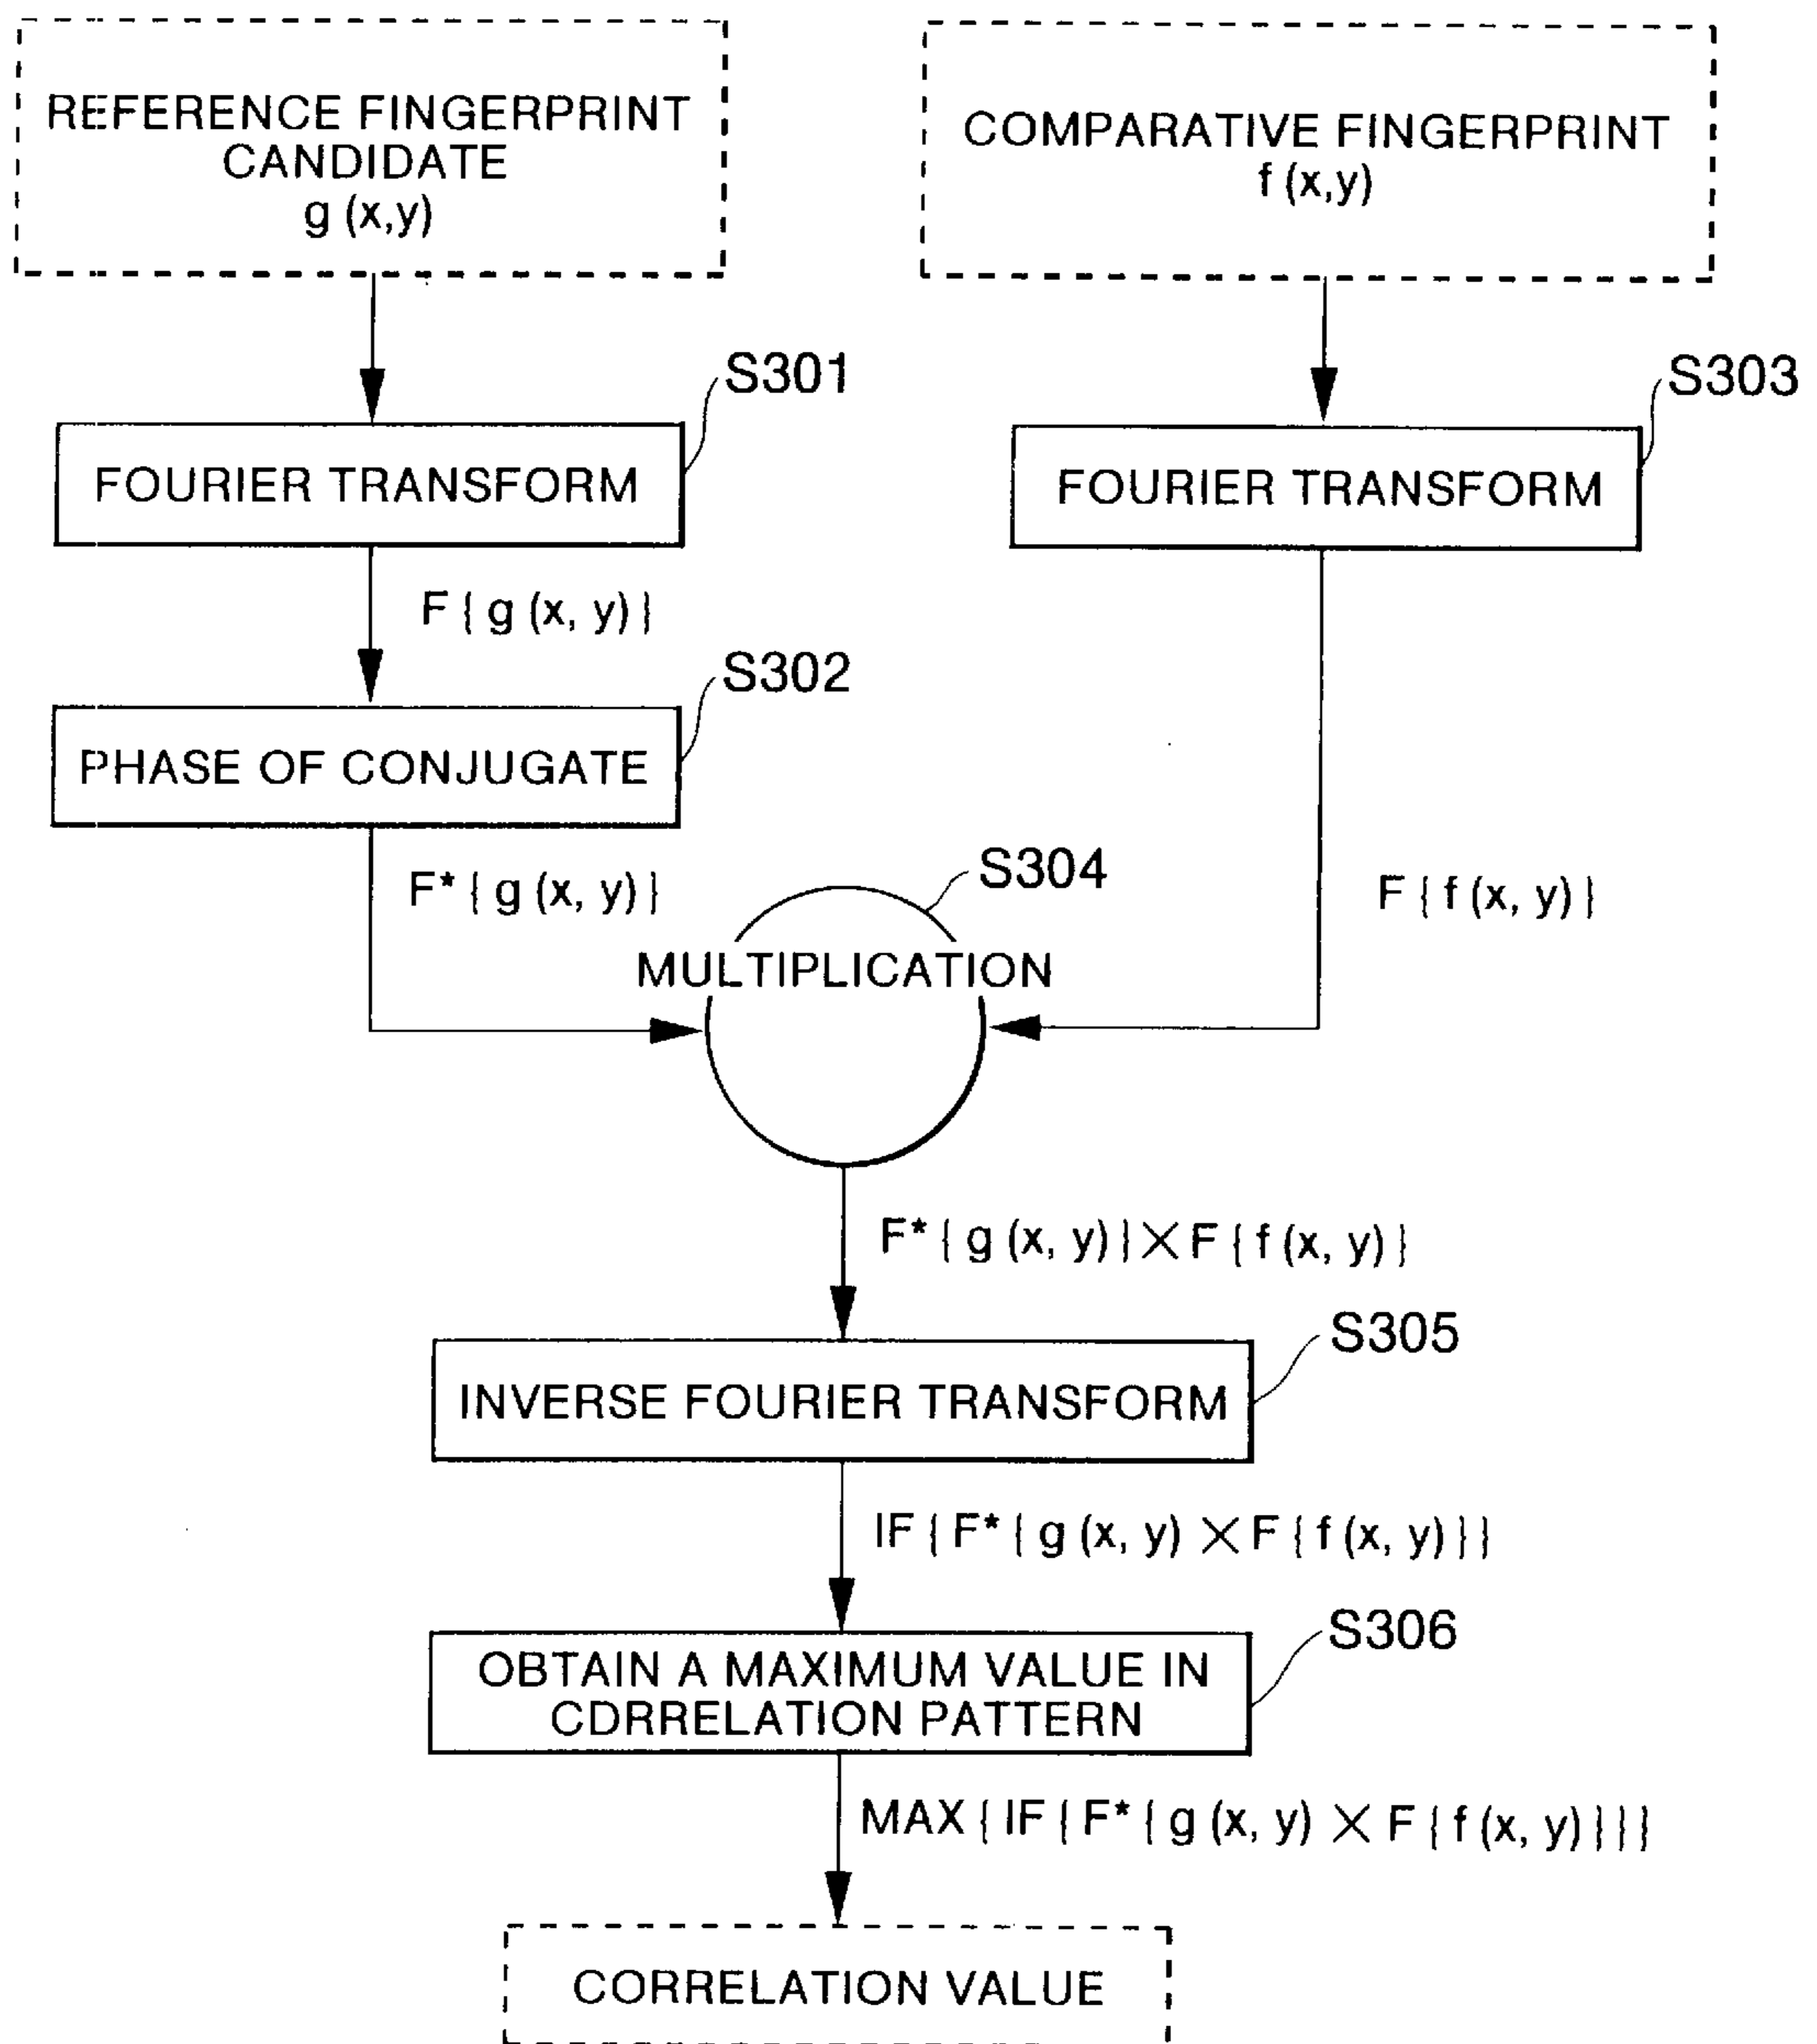 REFERENCE FINGERPRINT
CANDIDATE
g (x,y)
COMPARATIVE FINGERPRINT
f (x,y)
S301
FOURIER TRANSFORM
S303
FOURIER TRANSFORM
F { g (x, y) }
S302
PHASE OF CONJUGATE
F* { g (x, y) }
S304
MULTIPLICATION
F { f (x, y) }
F* { g (x, y) } × F { f (x, y) }
S305
INVERSE FOURIER TRANSFORM
IF { F* { g (x, y) × F { f (x, y) } }
S306
OBTAIN A MAXIMUM VALUE IN
CDRRELATION PATTERN
MAX { IF { F* { g (x, y) × F { f (x, y) } } }
CORRELATION VALUE